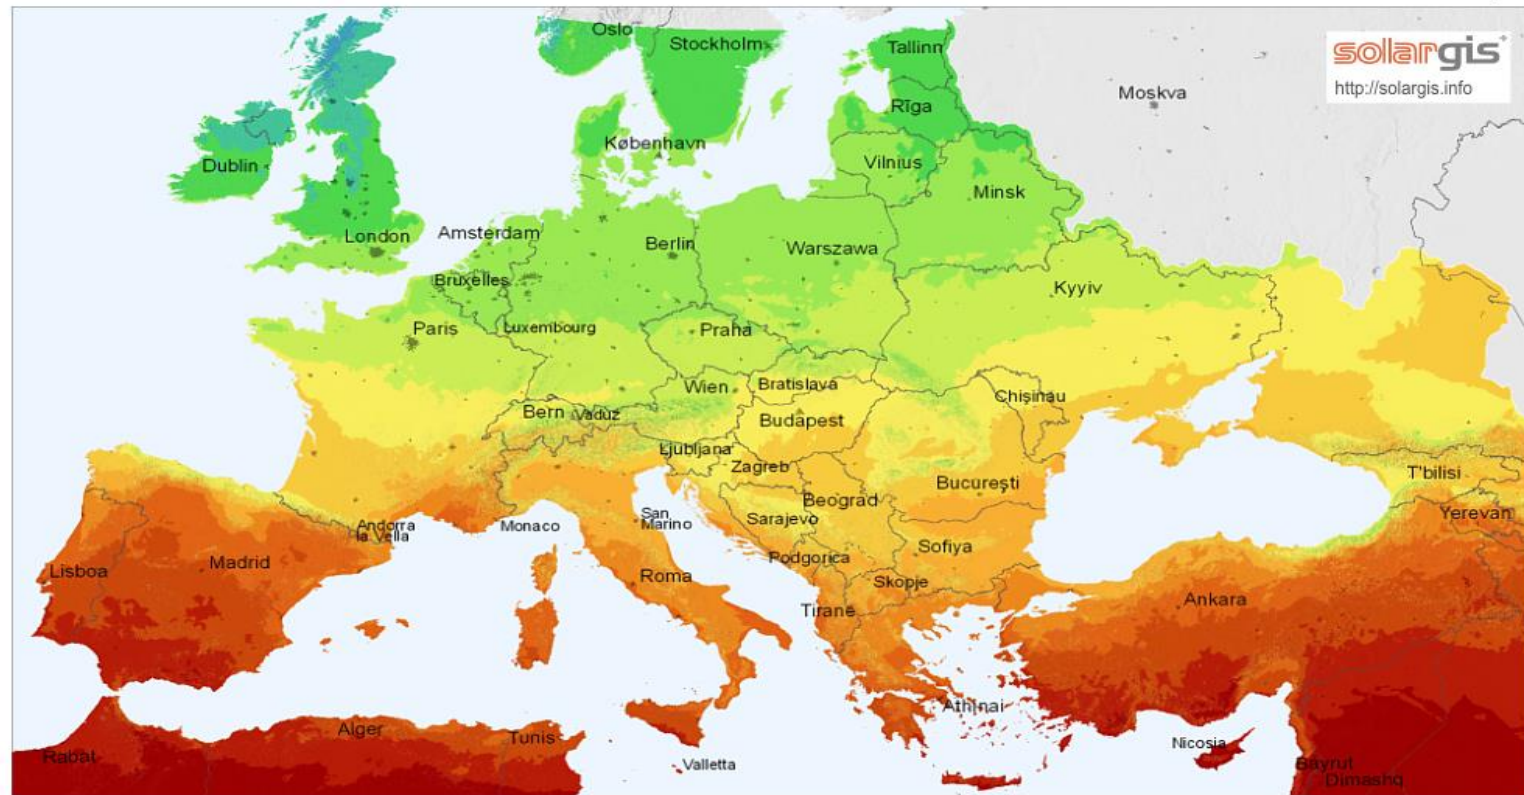 Oslo
Stockholm
Tallinn
solargis
http://solargis.info
Moskva
Rīga
København
Vilnius
Dublin
Minsk
London
Amsterdam
Berlin
Warszawa
Bruxelles
Kyyiv
Paris
Luxembourg
Praha
Wien
Bratislava
Chişinau
Bern
Vaduz
Budapest
Ljubljana
Zagreb
T'bilisi
Beograd
Bucureşti
Andorra
la Vella
Monaco
San
Marino
Sarajevo
Yerevan
Sofiya
Podgorica
Lisboa
Madrid
Roma
Skopje
Tiranë
Ankara
Athinai
Rabat
Alger
Tunis
Valletta
Nicosia
Bayrut
Dimashq